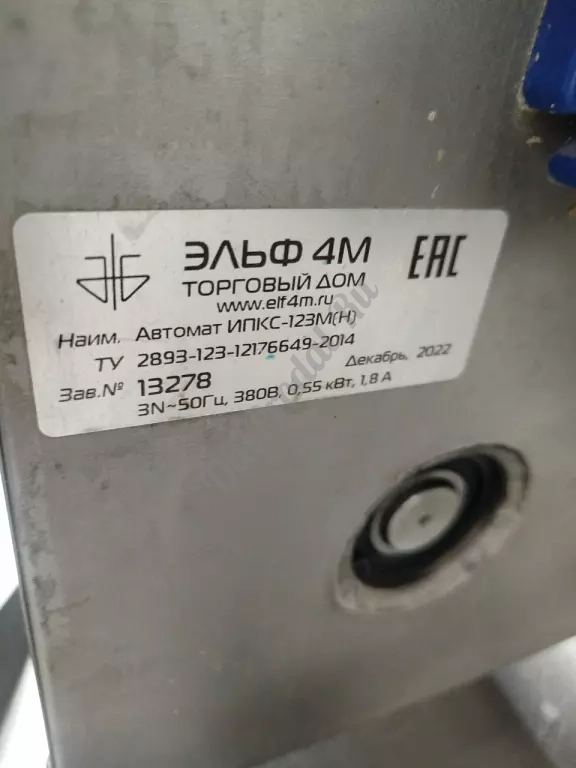 ЭЛЬФ 4М
ТОРГОВЫЙ ДОМ
www.elf4m.ru
ЕАС
Наим. Автомат ИПКС-123М(Н)
ТУ 2893-123-12176649-2014
Зав.№ 13278
Декабрь, 2022
3N~50Гц, 380В, 0,55 кВт, 1,8 А